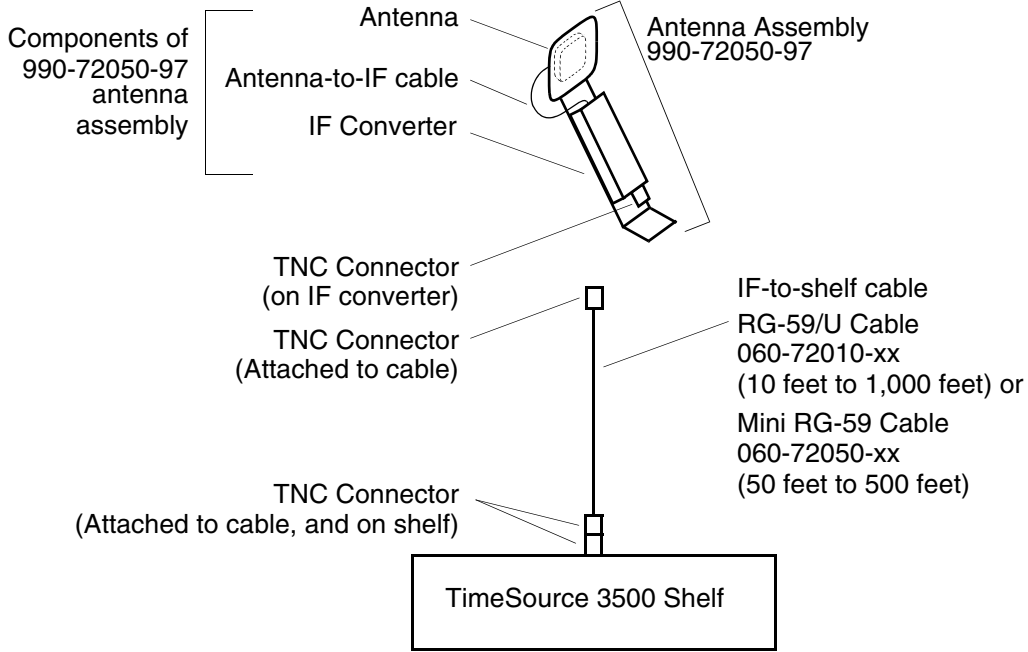 Components of
990-72050-97
antenna
assembly
Antenna
Antenna-to-IF cable
IF Converter
Antenna Assembly
990-72050-97
TNC Connector
(on IF converter)
TNC Connector
(Attached to cable)
IF-to-shelf cable
RG-59/U Cable
060-72010-xx
(10 feet to 1,000 feet) or
Mini RG-59 Cable
060-72050-xx
(50 feet to 500 feet)
TNC Connector
(Attached to cable, and on shelf)
TimeSource 3500 Shelf